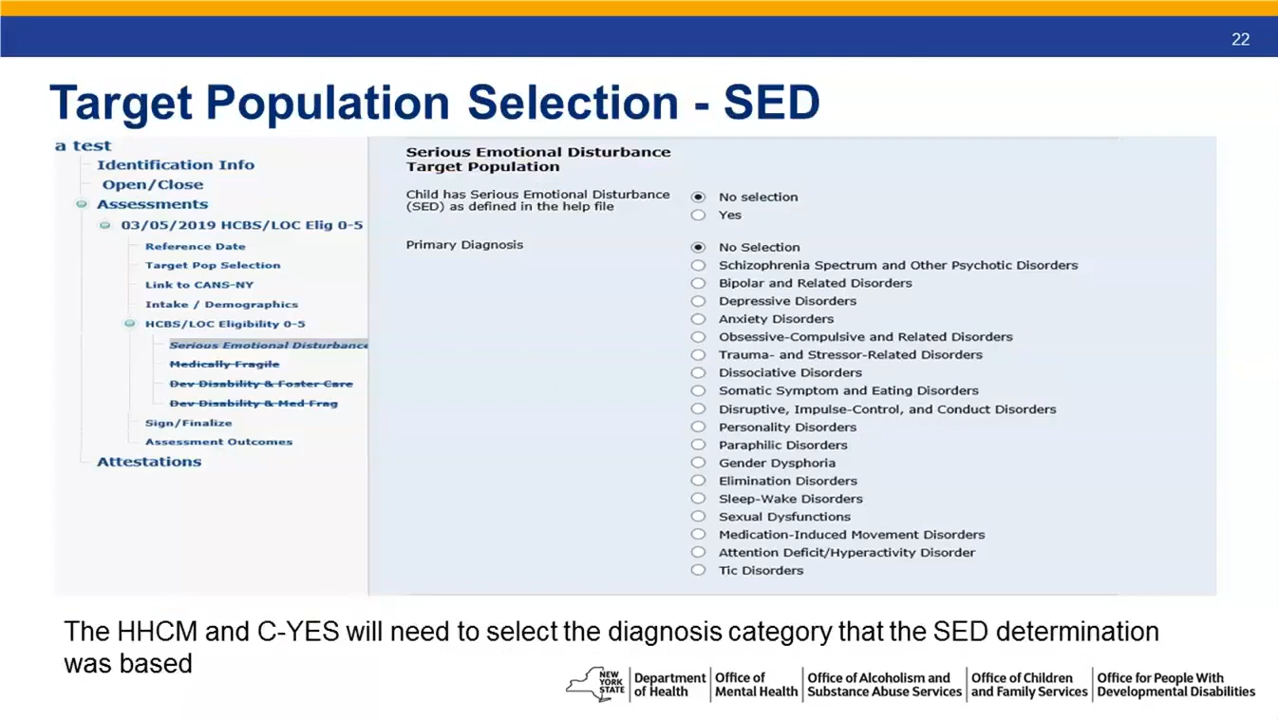 22
Target Population Selection - SED
a test
Identification Info
Open/Close
Assessments
03/05/2019 HCBS/LOC Elig 0-5
Reference Date
Target Pop Selection
Link to CANS-NY
Intake / Demographics
HCBS/LOC Eligibility 0-5
Serious Emotional Disturbance
Medically Fragile
Dev Disability & Foster Care
Dev Disability & Med Frag
Sign/Finalize
Assessment Outcomes
Attestations
Serious Emotional Disturbance
Target Population
Child has Serious Emotional Disturbance
(SED) as defined in the help file
No selection
Yes
Primary Diagnosis
No Selection
Schizophrenia Spectrum and Other Psychotic Disorders
Bipolar and Related Disorders
Depressive Disorders
Anxiety Disorders
Obsessive-Compulsive and Related Disorders
Trauma- and Stressor-Related Disorders
Dissociative Disorders
Somatic Symptom and Eating Disorders
Disruptive, Impulse-Control, and Conduct Disorders
Personality Disorders
Paraphilic Disorders
Gender Dysphoria
Elimination Disorders
Sleep-Wake Disorders
Sexual Dysfunctions
Medication-Induced Movement Disorders
Attention Deficit/Hyperactivity Disorder
Tic Disorders
The HHCM and C-YES will need to select the diagnosis category that the SED determination
was based
NEW
YORK
STATE
Department
of Health
Office of
Mental Health
Office of Alcoholism and
Substance Abuse Services
Office of Children
and Family Services
Office for People With
Developmental Disabilities